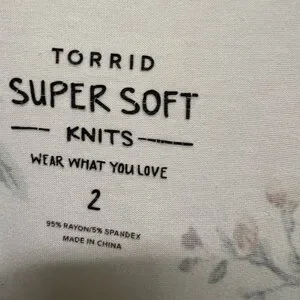 TORRID
SUPER SOFT
KNITS
WEAR WHAT YOU LOVE
2
95% RAYON/5% SPANDEX
MADE IN CHINA